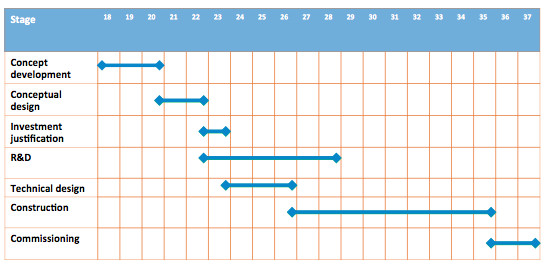 Stage 18 19 20 21 22 23 24 25 26 27 28 29 30 31 32 33 34 35 36 37
Concept
development
Conceptual
design
Investment
justification
R&D
Technical design
Construction
Commissioning